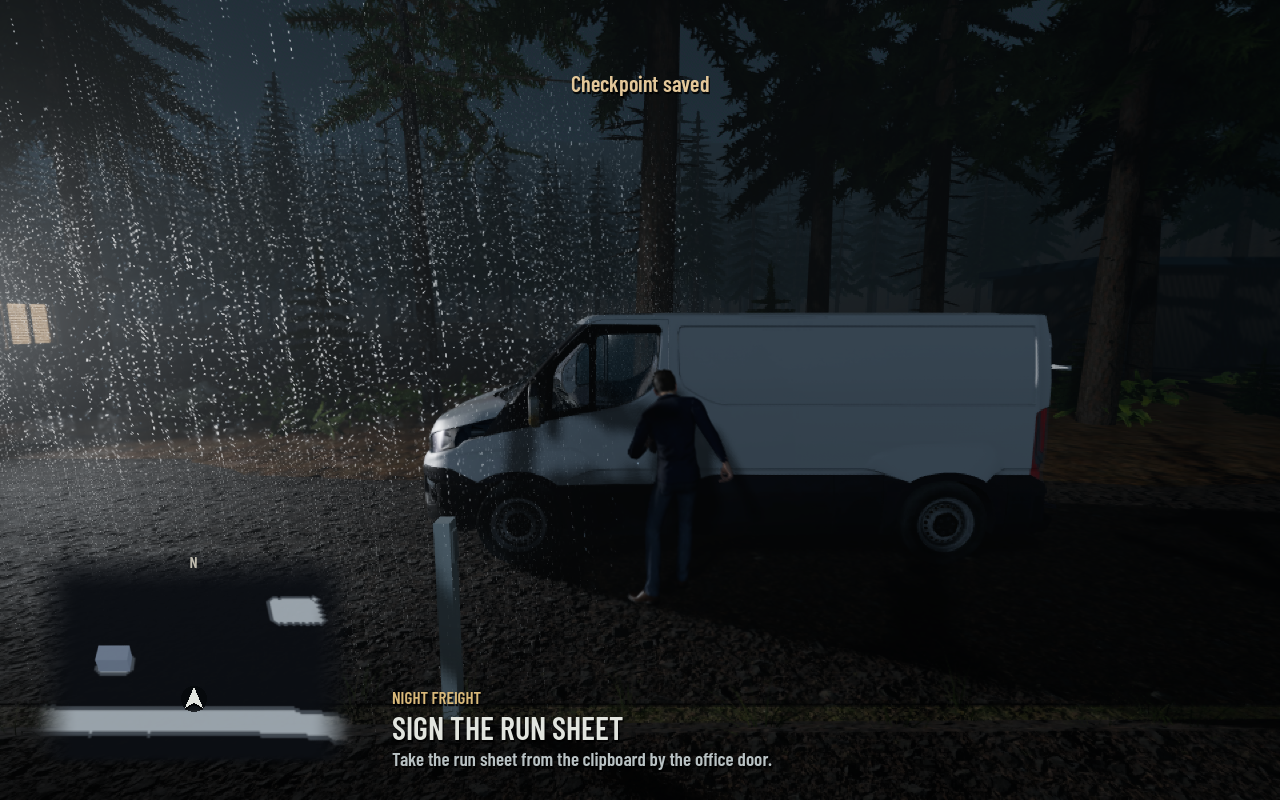 Checkpoint saved
N
NIGHT FREIGHT
SIGN THE RUN SHEET
Take the run sheet from the clipboard by the office door.